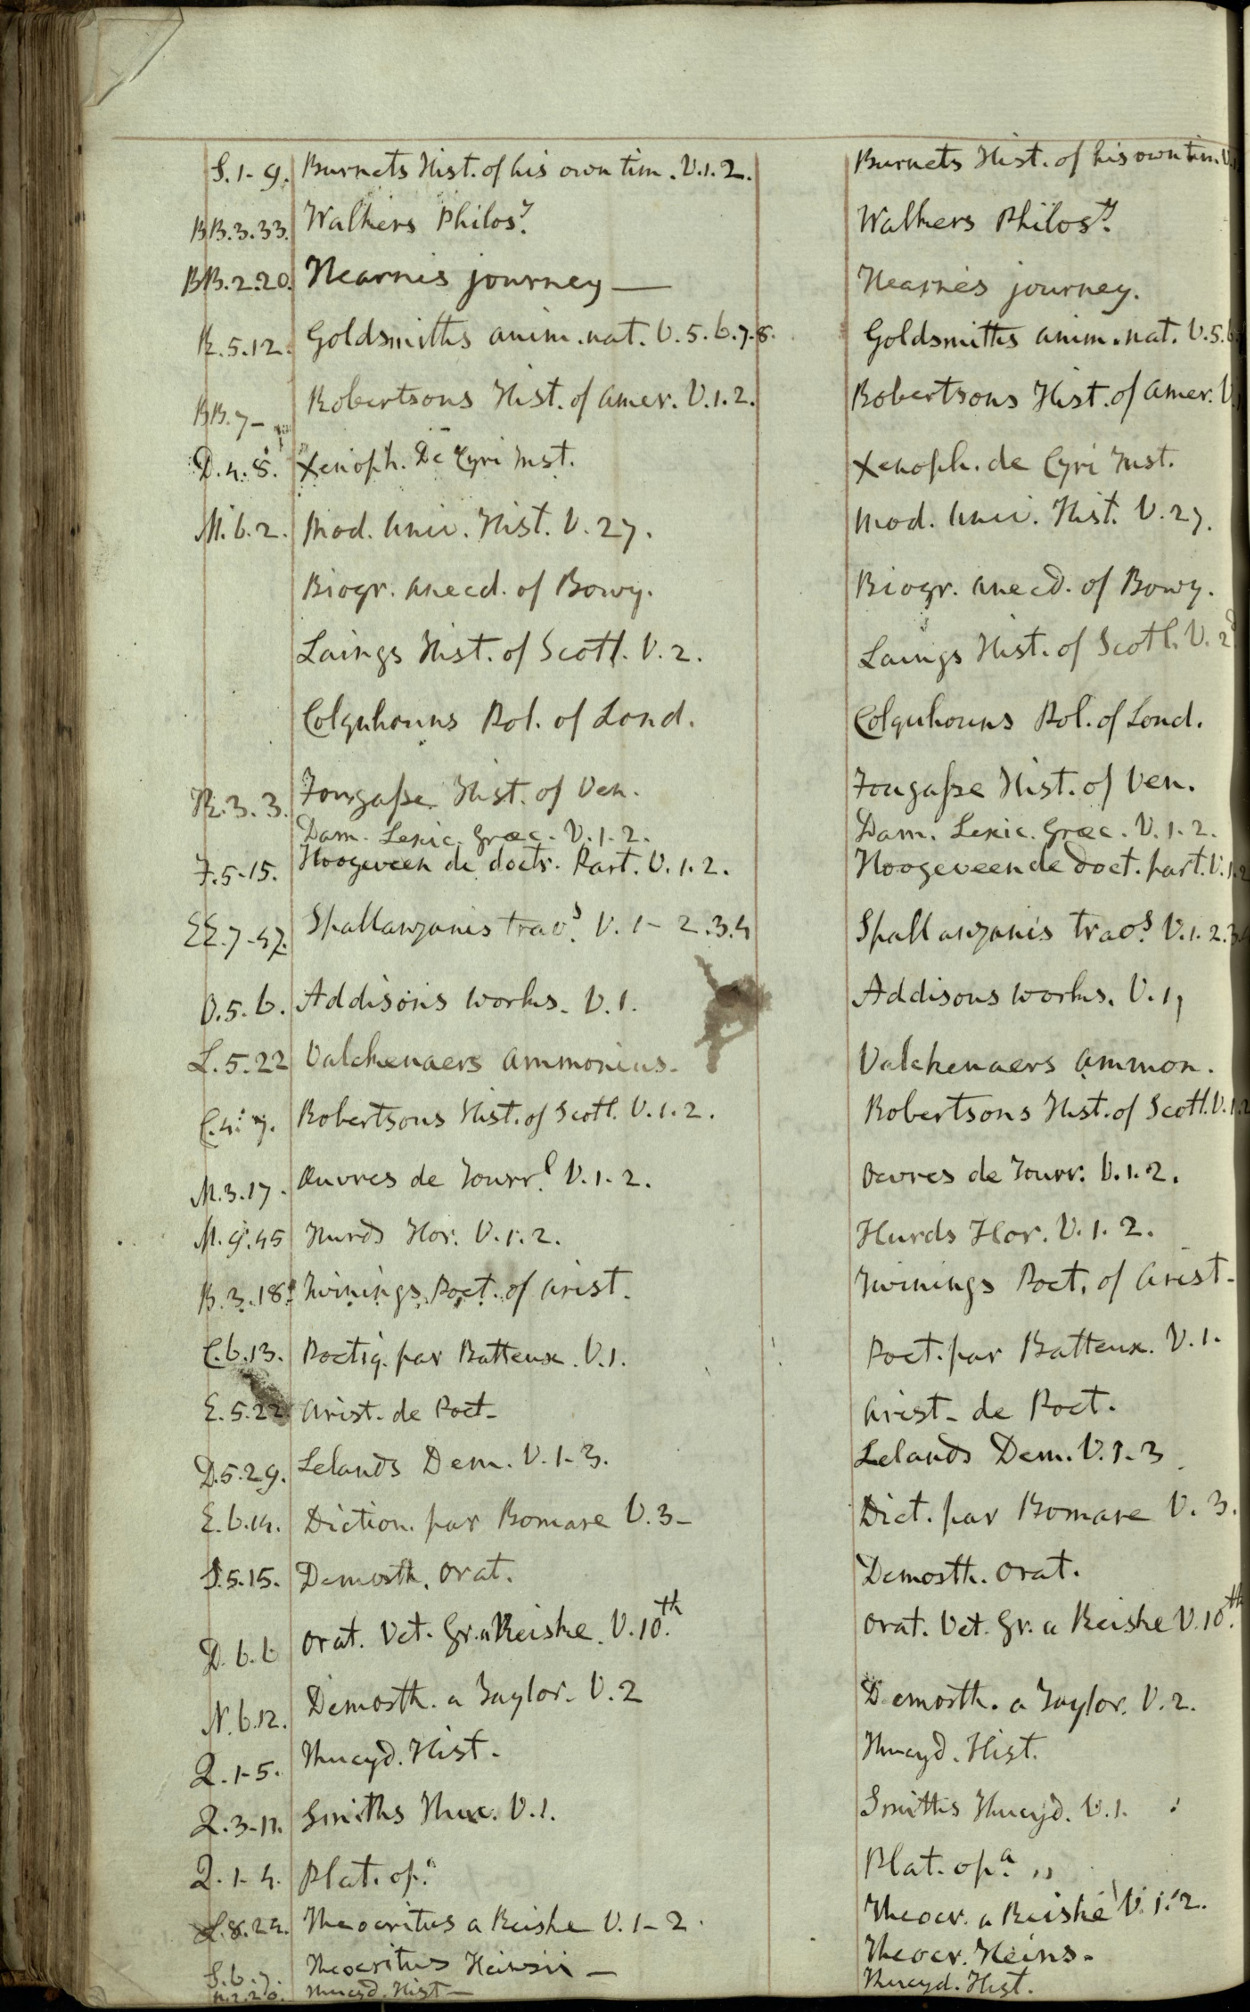 S.1-9. Burnets Hist. of his own tim. V.1.2. Burnets Hist. of his own tim. V.
BB.3.33. Walkers Philosy. Walkers Philosy.
BB.2.20. Hearnes journey — Hearnes journey.
R.5.12. Goldsmiths anim. nat. V.5.6.7.8. Goldsmiths anim. nat. V.5.6
BB.7- Robertsons Hist. of Amer. V.1.2. Robertsons Hist. of Amer. V.
D.4.8. Xenoph. De Cyri Inst. Xenoph. de Cyri Inst.
M.6.2. Mod. Univ. Hist. V.27. Mod. Univ. Hist. V.27.
Biogr. Anecd. of Bowy. Biogr. Anecd. of Bowy.
Laings Hist. of Scotl. V.2. Laings Hist. of Scotl. V.2
Colquhouns Pol. of Lond. Colquhouns Pol. of Lond.
R.3.3. Fougasse Hist. of Ven. Fougasse Hist. of Ven.
Dam. Lexic. Græc. V.1-2. Dam. Lexic. Græc. V.1-2.
F.5-15. Hoogeveen de doctr. Part. V.1.2. Hoogeveen de doct. part. V.1.2
EE.7-47. Spallanzanis travs. V.1-2.3.4 Spallanzanis travs. V.1.2.3.4
O.5.6. Addisons works. V.1. Addisons works. V.1,
L.5.22 Valckenaers Ammonius. Valckenaers Ammon.
C.4.7. Robertsons Hist. of Scotl. V.1.2. Robertsons Hist. of Scotl. V.1.2
M.3.17. Œuvres de Tourrl. V.1-2. Oevres de Tourr: V.1.2.
M.9.45 Hurds Hor. V.1.2. Hurds Hor. V.1.2.
B.3.18. Twinings Poet. of Arist. Twinings Poet. of Arist-
C.6.13. Poetiq. par Batteux. V.1. Poet. par Batteux. V.1.
E.5.22 Arist. de Poet- Arist- de Poet.
D.5.29. Lelands Dem. V.1-3. Lelands Dem. V.1-3
E.6.14. Diction. par Bomare V.3- Dict. par Bomare V.3.
S.5.15. Demosth. Orat. Demosth. Orat.
D.6.6 Orat. Vet. Gr. a Reiske. V.10th. Orat. Vet. Gr. a Reiske V.10th.
N.6.12. Demosth. a Taylor. V.2 Demosth. a Taylor. V.2.
Q.1-5. Thucyd. Hist- Thucyd. Hist.
Q.3-11. Smiths Thuc. V.1. Smiths Thucyd. V.1.
Q.1-4. Plat. opa. Plat. opa. ,,
L.8.24. Theocritus a Reiske V.1-2. Theocr. a Reiske V.1.2.
S.6.7. Theocritus Heinsii — Theocr. Heins-
Thucyd. Hist — Thucyd. Hist.